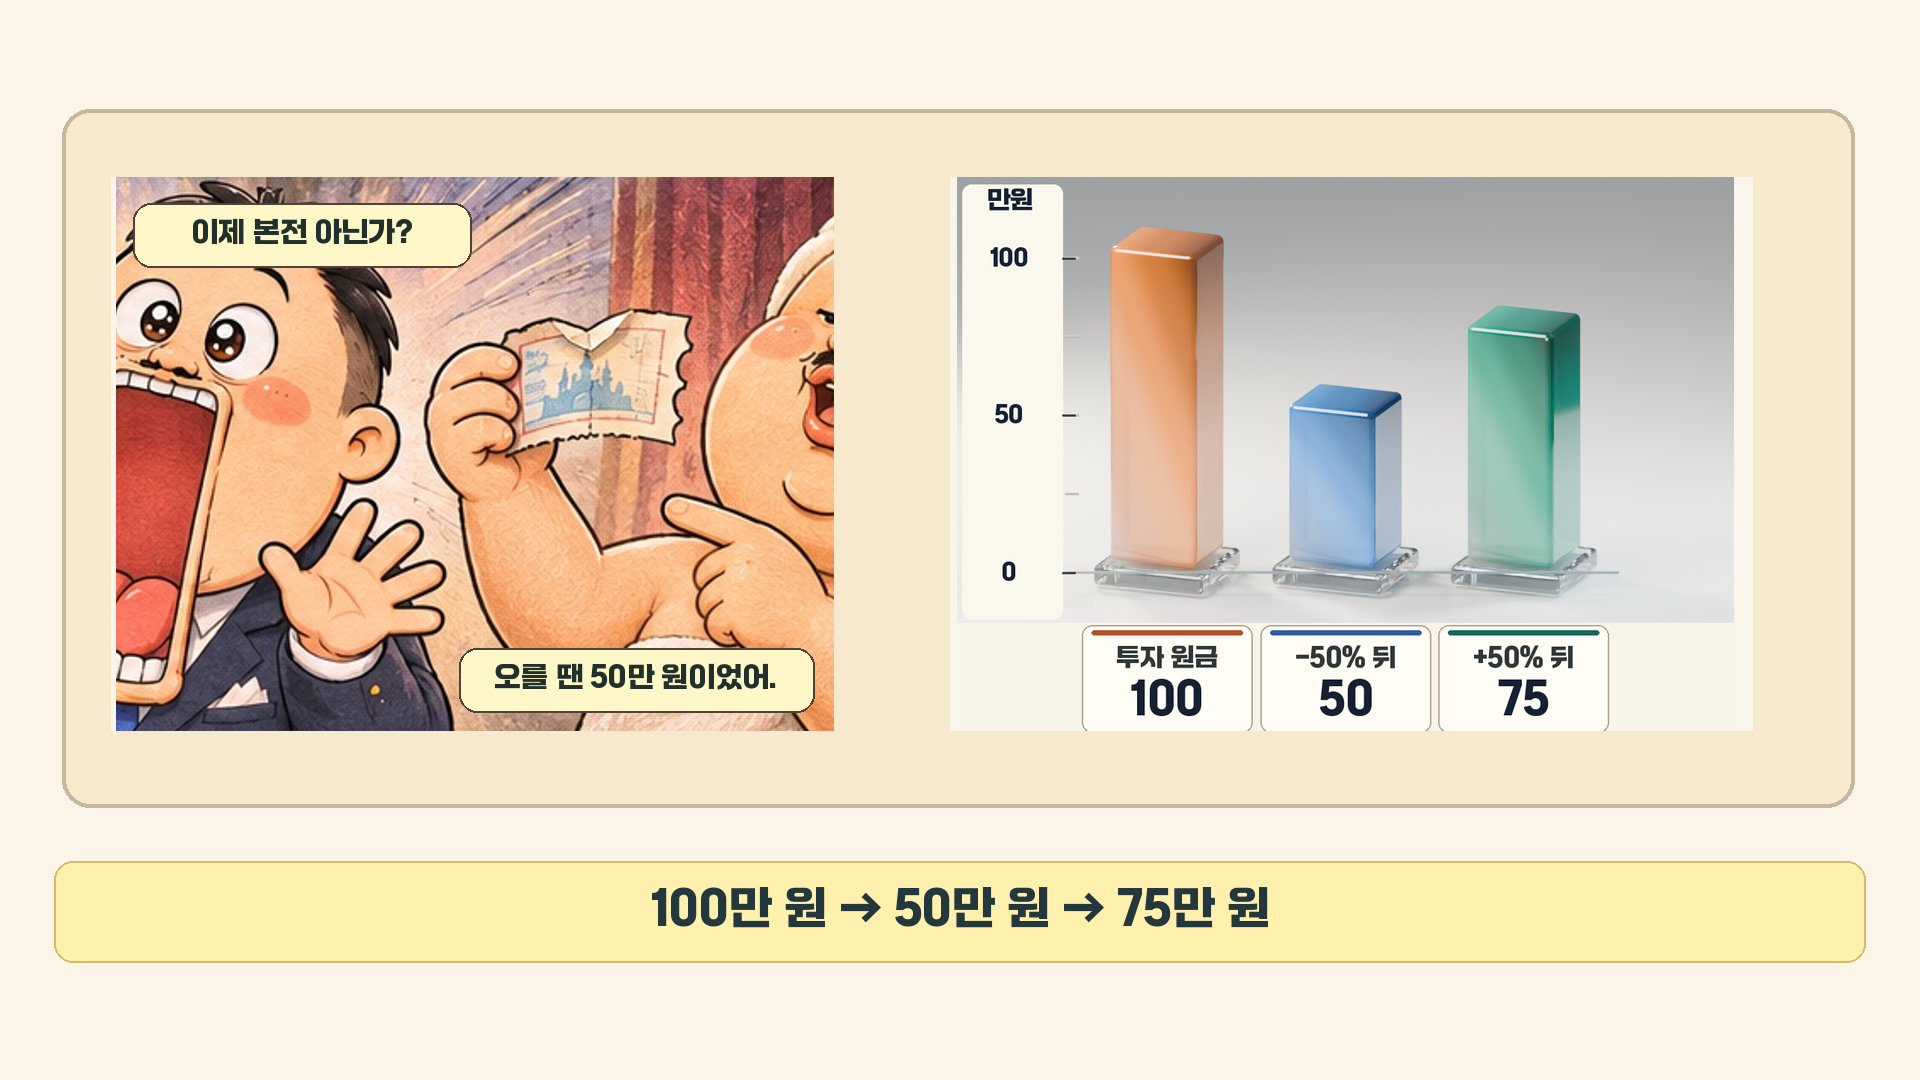 이제 본전 아닌가?
오를 땐 50만 원이었어.
만원
100
50
0
투자 원금
100
-50% 뒤
50
+50% 뒤
75
100만 원 → 50만 원 → 75만 원